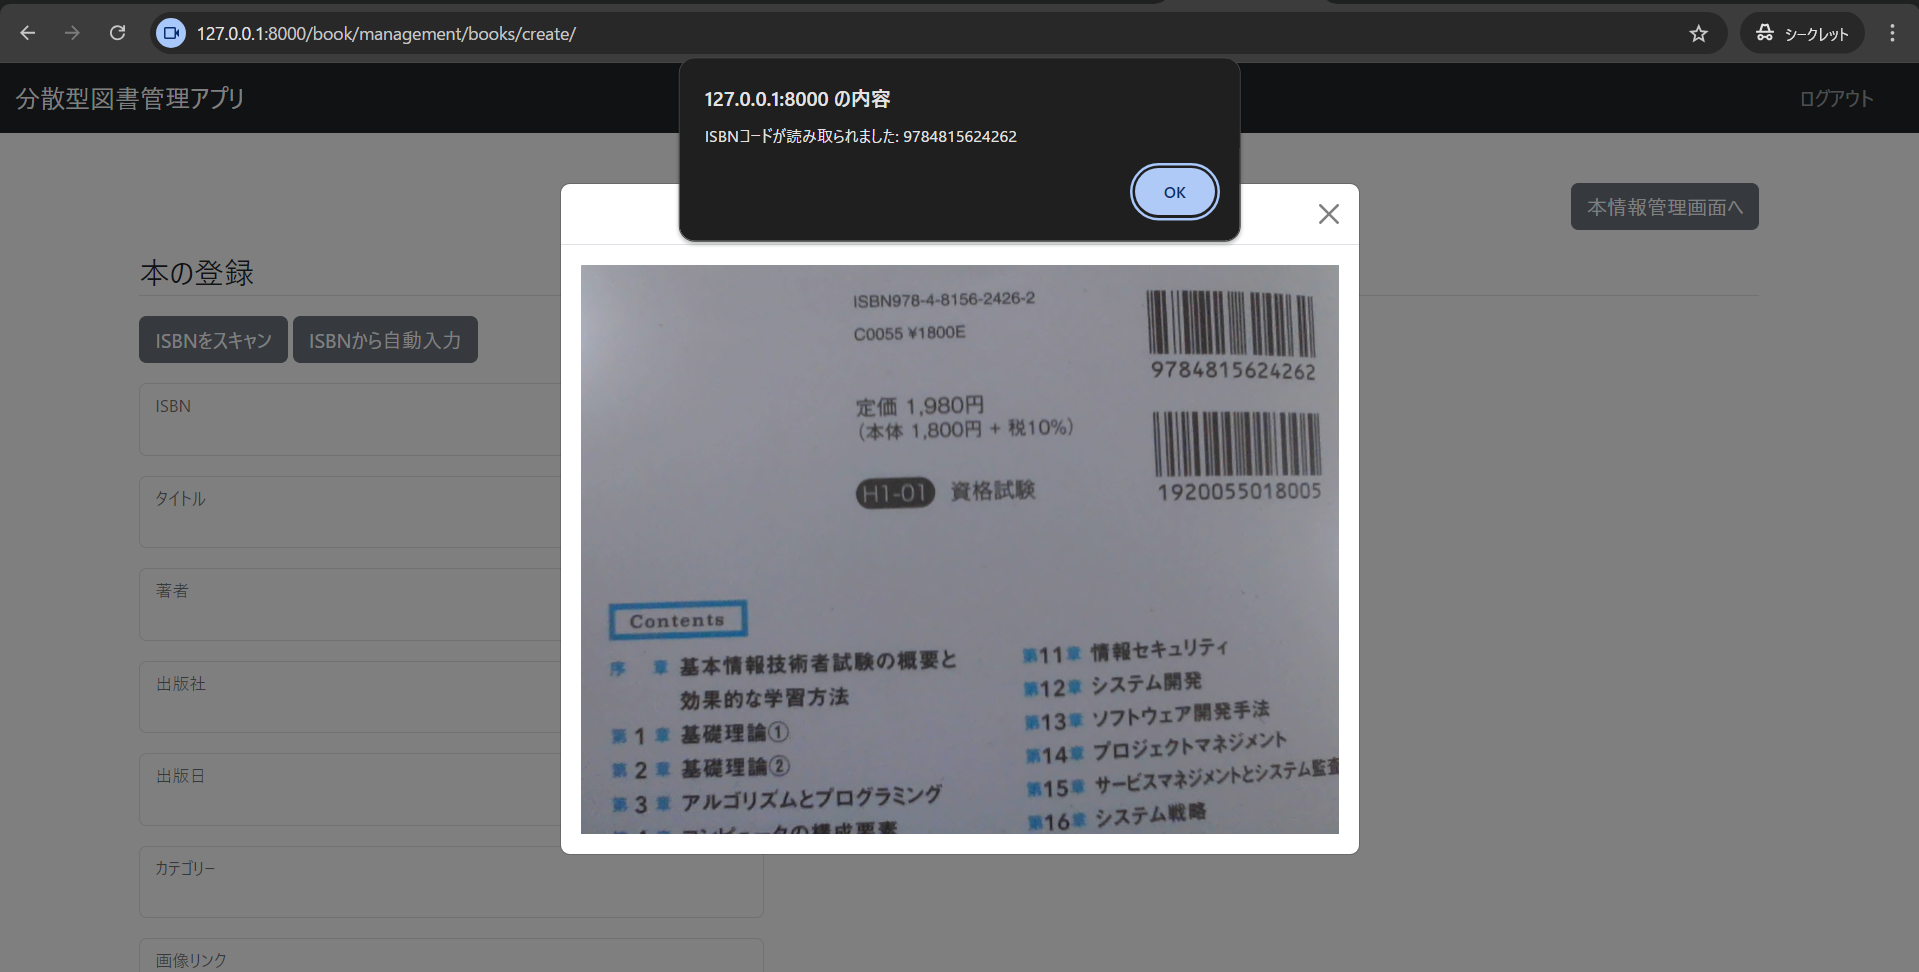 127.0.0.1:8000/book/management/books/create/
シークレット
分散型図書管理アプリ
ログアウト
127.0.0.1:8000 の内容
ISBNコードが読み取られました: 9784815624262
OK
本情報管理画面へ
本の登録
ISBNをスキャン
ISBNから自動入力
ISBN
タイトル
著者
出版社
出版日
カテゴリー
画像リンク
ISBN978-4-8156-2426-2
C0055 ¥1800E
9784815624262
定価 1,980円
(本体 1,800円 + 税10%)
H1-01 資格試験
1920055018005
Contents
序 章 基本情報技術者試験の概要と
効果的な学習方法
第 1 章 基礎理論①
第 2 章 基礎理論②
第 3 章 アルゴリズムとプログラミング
第11章 情報セキュリティ
第12章 システム開発
第13章 ソフトウェア開発手法
第14章 プロジェクトマネジメント
第15章 サービスマネジメントとシステム監査
第16章 システム戦略